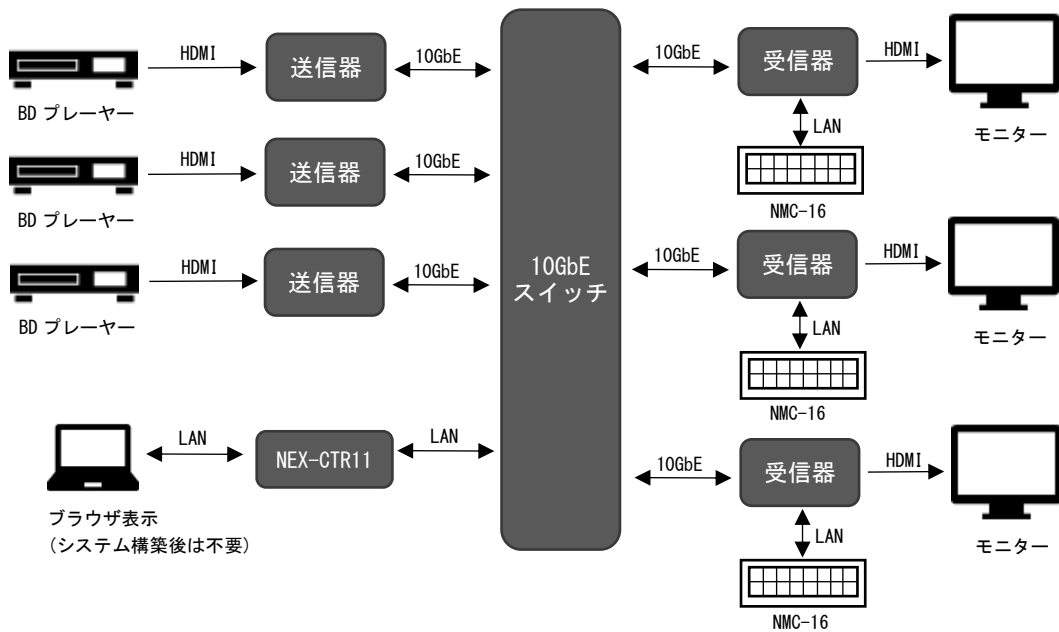 HDMI
送信器
10GbE
BD プレーヤー
HDMI
送信器
10GbE
BD プレーヤー
HDMI
送信器
10GbE
BD プレーヤー
LAN
NEX-CTR11
LAN
ブラウザ表示
(システム構築後は不要)
10GbE
スイッチ
10GbE
受信器
HDMI
モニター
LAN
NMC-16
10GbE
受信器
HDMI
モニター
LAN
NMC-16
10GbE
受信器
HDMI
モニター
LAN
NMC-16